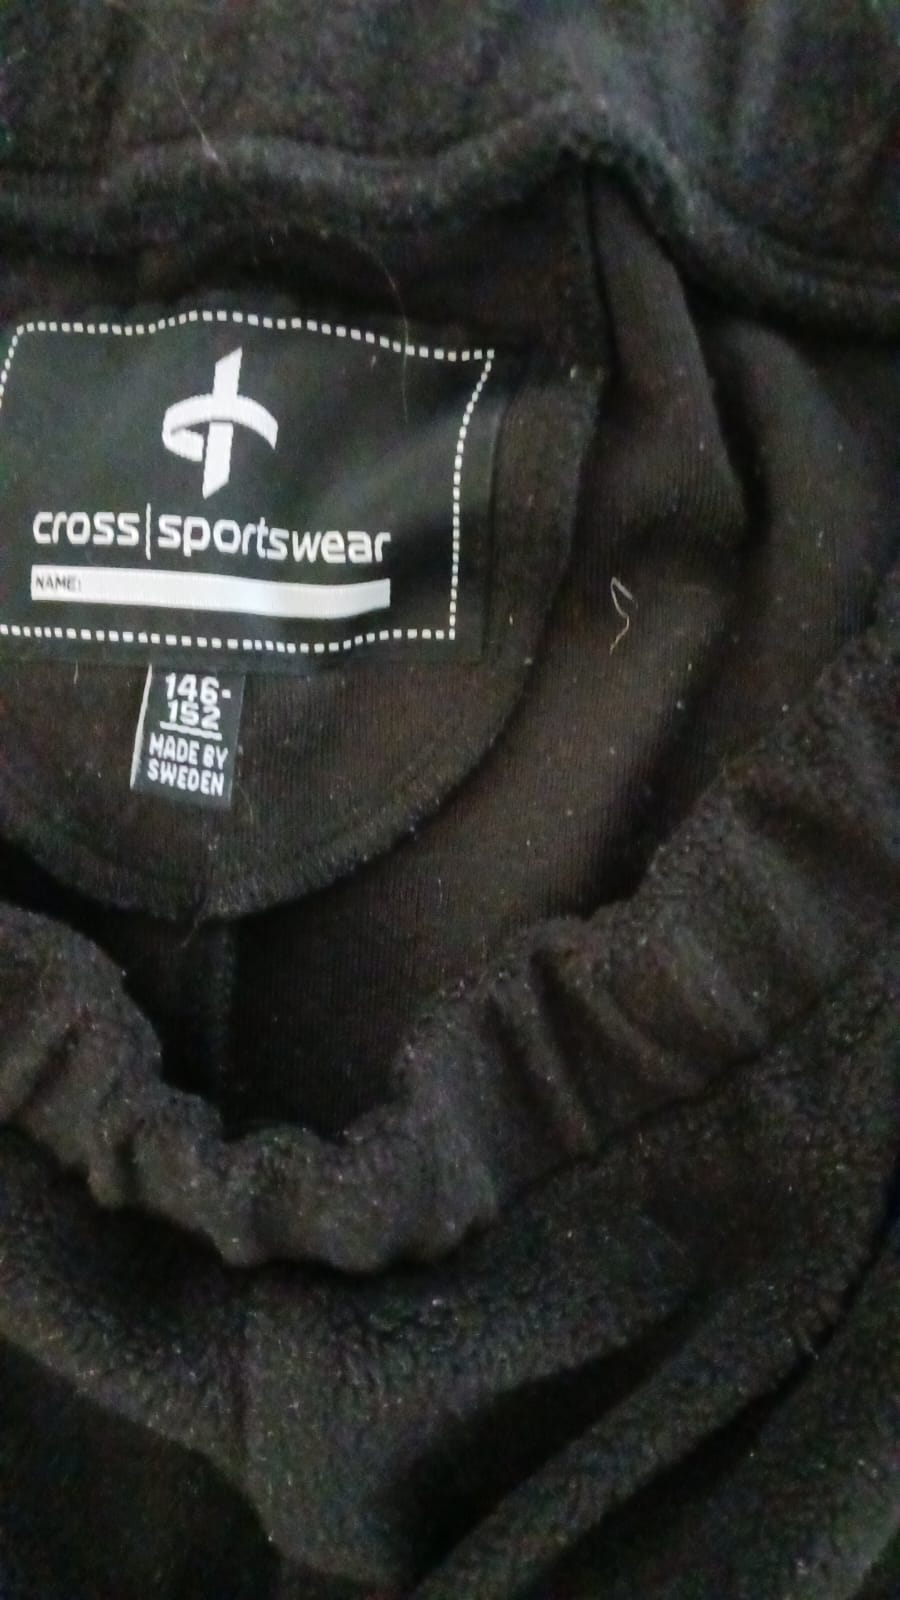 cross|sportswear
NAME:
146-
152
MADE BY
SWEDEN